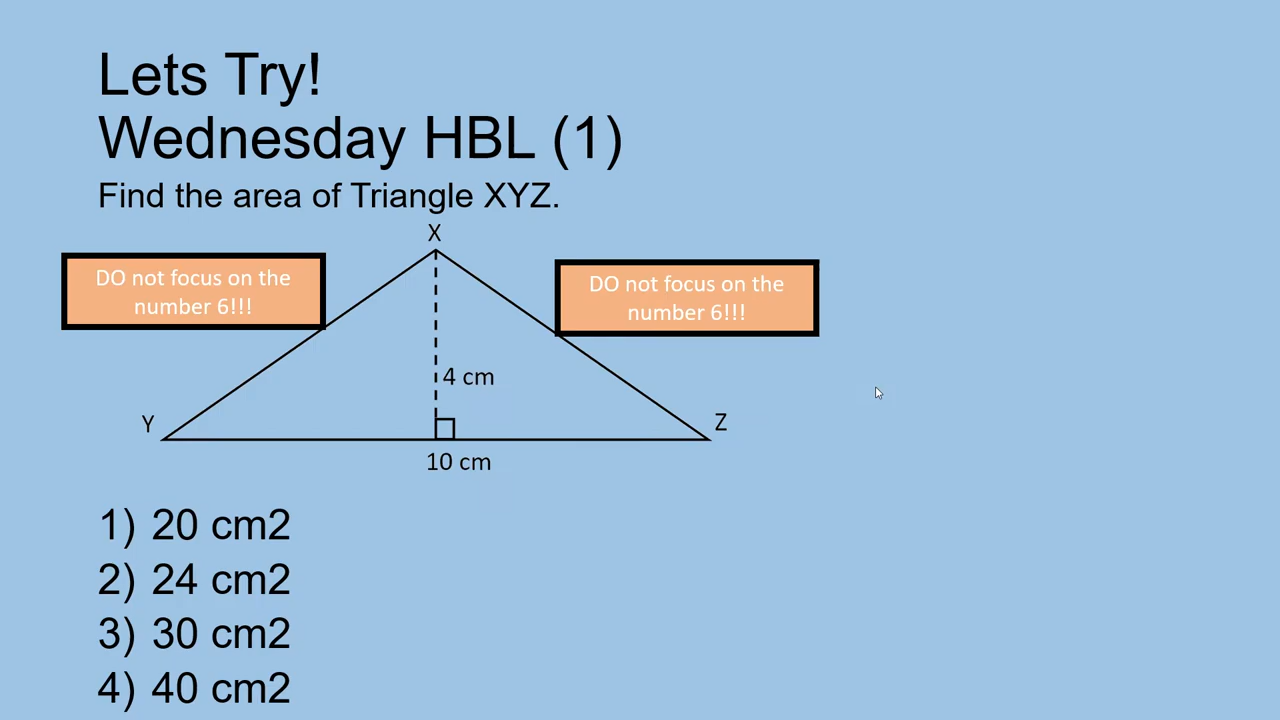 Lets Try!
Wednesday HBL (1)
Find the area of Triangle XYZ.
X
DO not focus on the
number 6!!!
DO not focus on the
number 6!!!
4 cm
Y
Z
10 cm
1) 20 cm2
2) 24 cm2
3) 30 cm2
4) 40 cm2